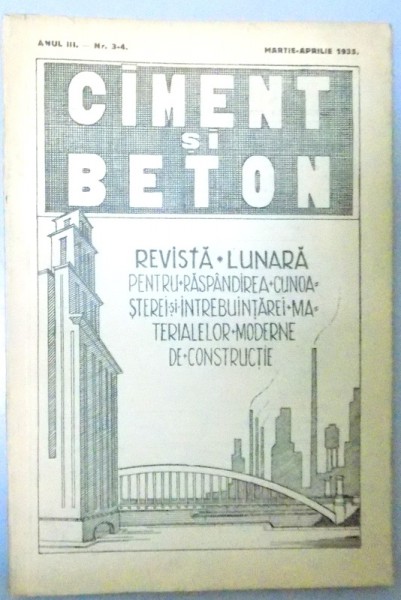 ANUL III. – Nr. 3-4.
MARTIE-APRILIE 1935.
CIMENT
și
BETON
REVISTĂ • LUNARĂ
PENTRU•RĂSPÂNDIREA•CUNOA=
ȘTEREI și•ÎNTREBUINȚĂREI•MA=
TERIALELOR•MODERNE
DE•CONSTRUCȚIE